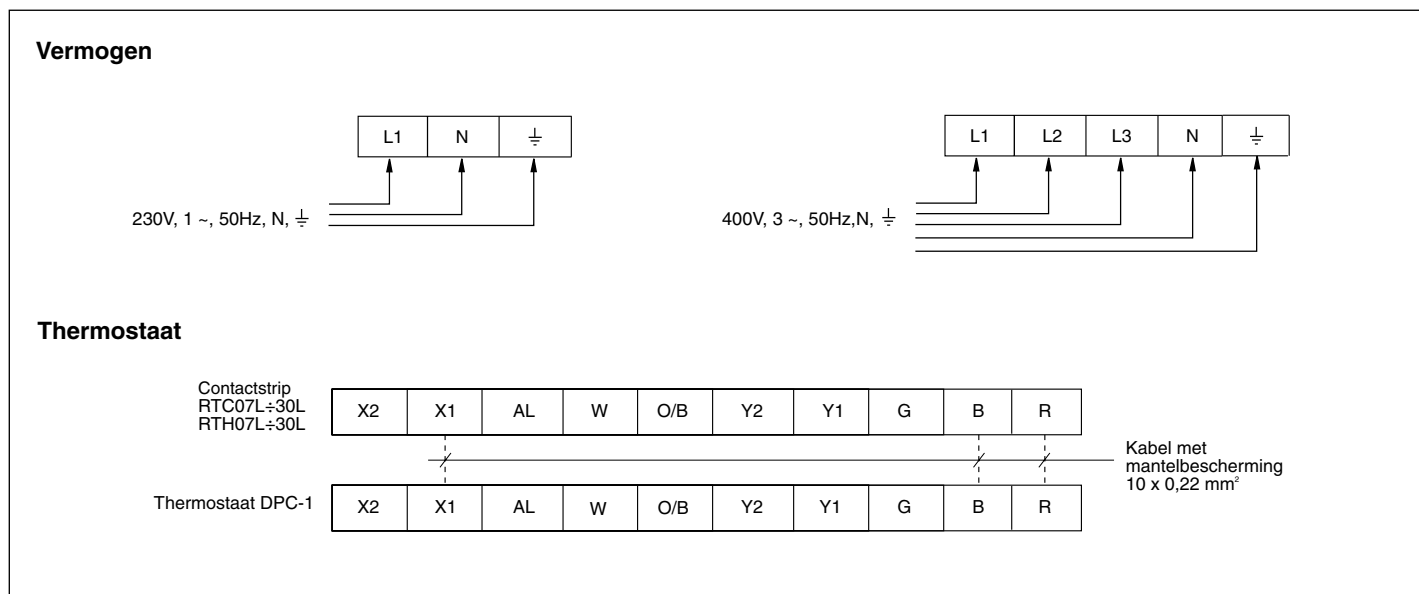 Vermogen
L1 N ⏚
230V, 1 ~, 50Hz, N, ⏚
L1 L2 L3 N ⏚
400V, 3 ~, 50Hz,N, ⏚
Thermostaat
Contactstrip
RTC07L÷30L
RTH07L÷30L
X2 X1 AL W O/B Y2 Y1 G B R
Kabel met
mantelbescherming
10 x 0,22 mm²
Thermostaat DPC-1
X2 X1 AL W O/B Y2 Y1 G B R